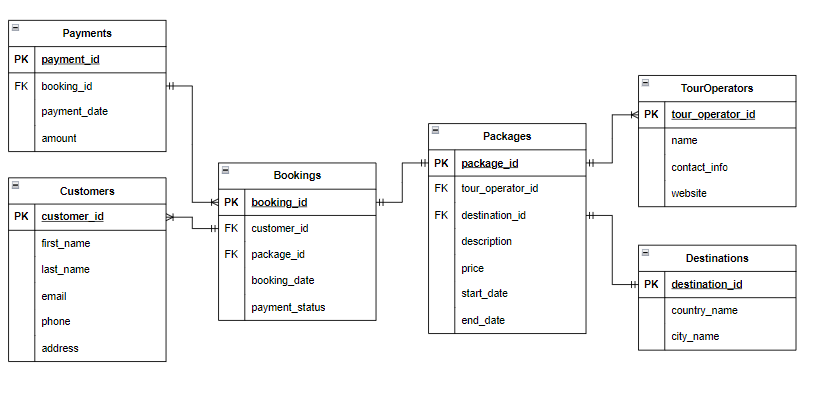 Payments
PK payment_id
FK booking_id
payment_date
amount
Customers
PK customer_id
first_name
last_name
email
phone
address
Bookings
PK booking_id
FK customer_id
FK package_id
booking_date
payment_status
Packages
PK package_id
FK tour_operator_id
FK destination_id
description
price
start_date
end_date
TourOperators
PK tour_operator_id
name
contact_info
website
Destinations
PK destination_id
country_name
city_name